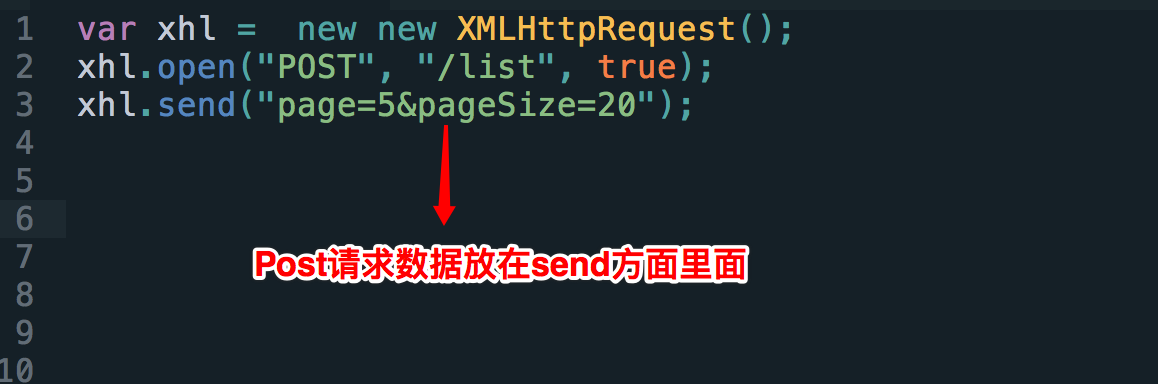 1 var xhl =  new new XMLHttpRequest();
2 xhl.open("POST", "/list", true);
3 xhl.send("page=5&pageSize=20");
4
5
6
Post请求数据放在send方面里面
7
8
9
10